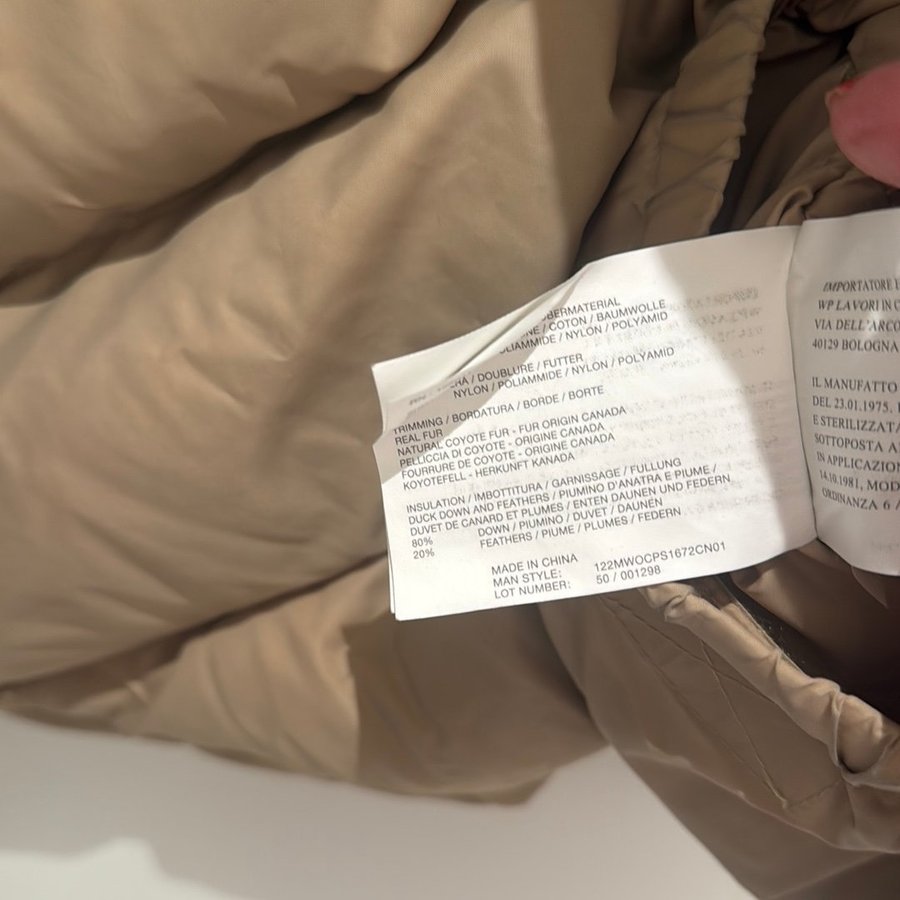 BERMATERIAL
NE / COTON / BAUMWOLLE
LIAMMIDE / NYLON / POLYAMID
ERA / DOUBLURE / FUTTER
NYLON / POLIAMMIDE / NYLON / POLYAMID
TRIMMING / BORDATURA / BORDE / BORTE
REAL FUR
NATURAL COYOTE FUR - FUR ORIGIN CANADA
PELLICCIA DI COYOTE - ORIGINE CANADA
FOURRURE DE COYOTE - ORIGINE CANADA
KOYOTEFELL - HERKUNFT KANADA
INSULATION / IMBOTTITURA / GARNISSAGE / FULLUNG
DUCK DOWN AND FEATHERS / PIUMINO D'ANATRA E PIUME /
DUVET DE CANARD ET PLUMES / ENTEN DAUNEN UND FEDERN
80% DOWN / PIUMINO / DUVET / DAUNEN
20% FEATHERS / PIUME / PLUMES / FEDERN
MADE IN CHINA
MAN STYLE: 122MWOCPS1672CN01
LOT NUMBER: 50 / 001298
IMPORTATORE
WP LAVORI IN
VIA DELL'ARCO
40129 BOLOGNA
IL MANUFATTO
DEL 23.01.1975.
E STERILIZZATA
SOTTOPOSTA A
IN APPLICAZION
14.10.1981, MOD
ORDINANZA 6 /